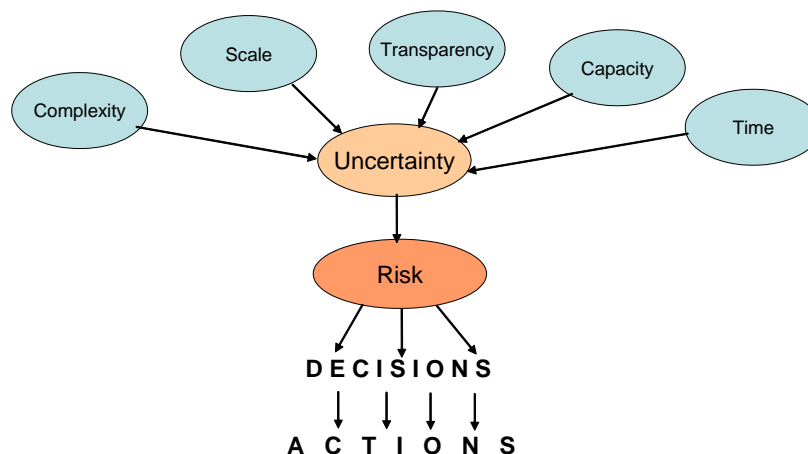 Complexity
Scale
Transparency
Capacity
Time
Uncertainty
Risk
D E C I S I O N S
A C T I O N S